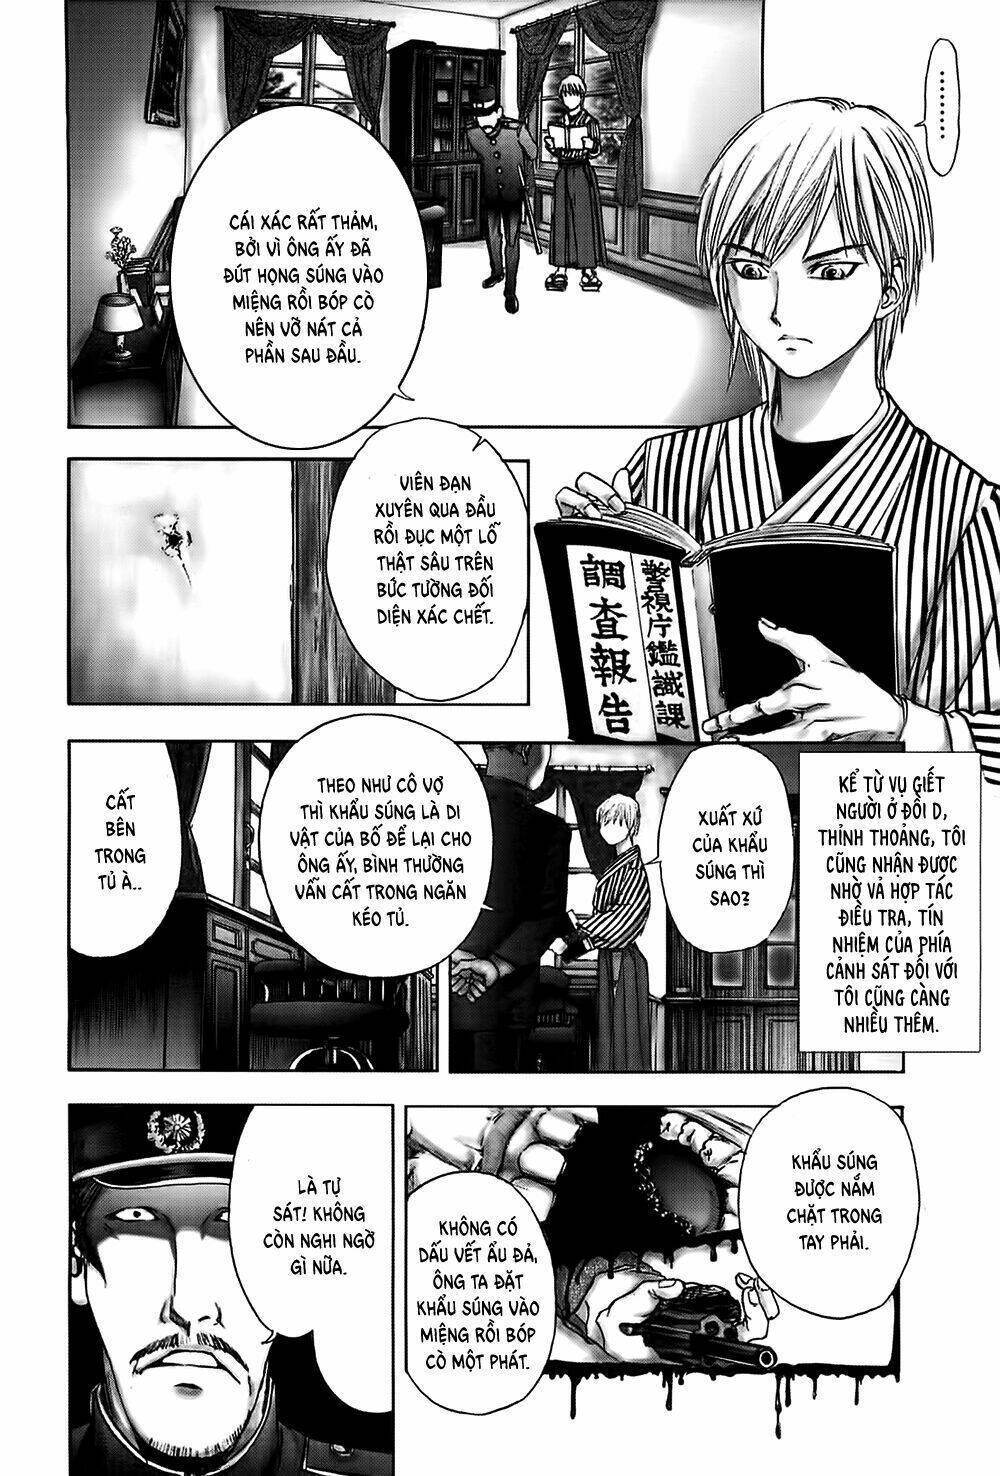 .........
CÁI XÁC RẤT THẢM,
BỞI VÌ ÔNG ẤY ĐÃ
ĐÚT HỌNG SÚNG VÀO
MIỆNG RỒI BÓP CÒ
NÊN VỠ NÁT CẢ
PHẦN SAU ĐẦU.
警視庁鑑識課
調査報告
VIÊN ĐẠN
XUYÊN QUA ĐẦU
RỒI ĐỤC MỘT LỖ
THẬT SÂU TRÊN
BỨC TƯỜNG ĐỐI
DIỆN XÁC CHẾT.
KỂ TỪ VỤ GIẾT
NGƯỜI Ở ĐỒI D,
THỈNH THOẢNG, TÔI
CŨNG NHẬN ĐƯỢC
NHỜ VẢ HỢP TÁC
ĐIỀU TRA, TÍN
NHIỆM CỦA PHÍA
CẢNH SÁT ĐỐI VỚI
TÔI CŨNG CÀNG
NHIỀU THÊM.
XUẤT XỨ
CỦA KHẨU
SÚNG THÌ
SAO?
THEO NHƯ CÔ VỢ
THÌ KHẨU SÚNG LÀ DI
VẬT CỦA BỐ ĐỂ LẠI CHO
ÔNG ẤY, BÌNH THƯỜNG
VẪN CẤT TRONG NGĂN
KÉO TỦ.
CẤT
BÊN
TRONG
TỦ À..
KHẨU SÚNG
ĐƯỢC NẮM
CHẶT TRONG
TAY PHẢI.
KHÔNG CÓ
DẤU VẾT ẨU ĐẢ,
ÔNG TA ĐẶT
KHẨU SÚNG VÀO
MIỆNG RỒI BÓP
CÒ MỘT PHÁT.
LÀ TỰ
SÁT! KHÔNG
CÒN NGHI NGỜ
GÌ NỮA.